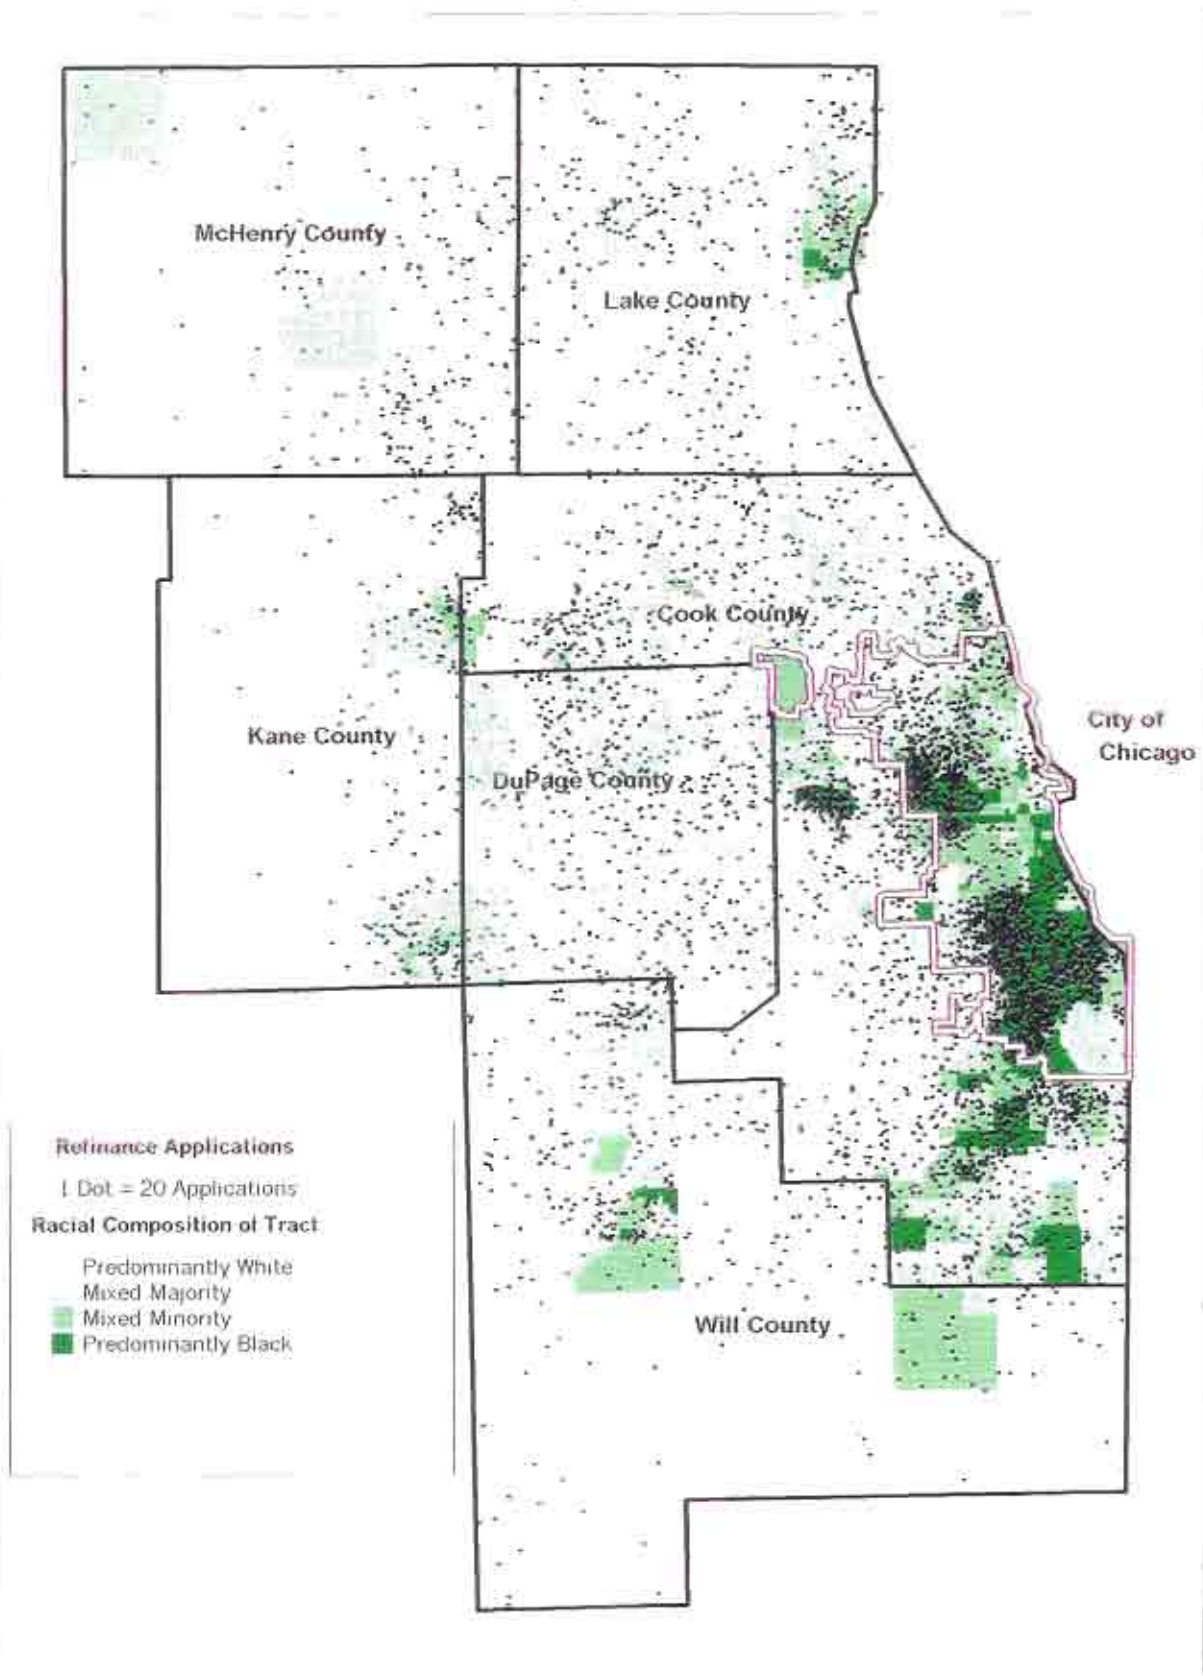 McHenry Counfy
Lake County
Cook County
City of
Chicago
Kane County
DuPage County
Refinance Applications
1 Dot = 20 Applications
Racial Composition of Tract
Predominantly White
Mixed Majority
Mixed Minority
Predominantly Black
Will County